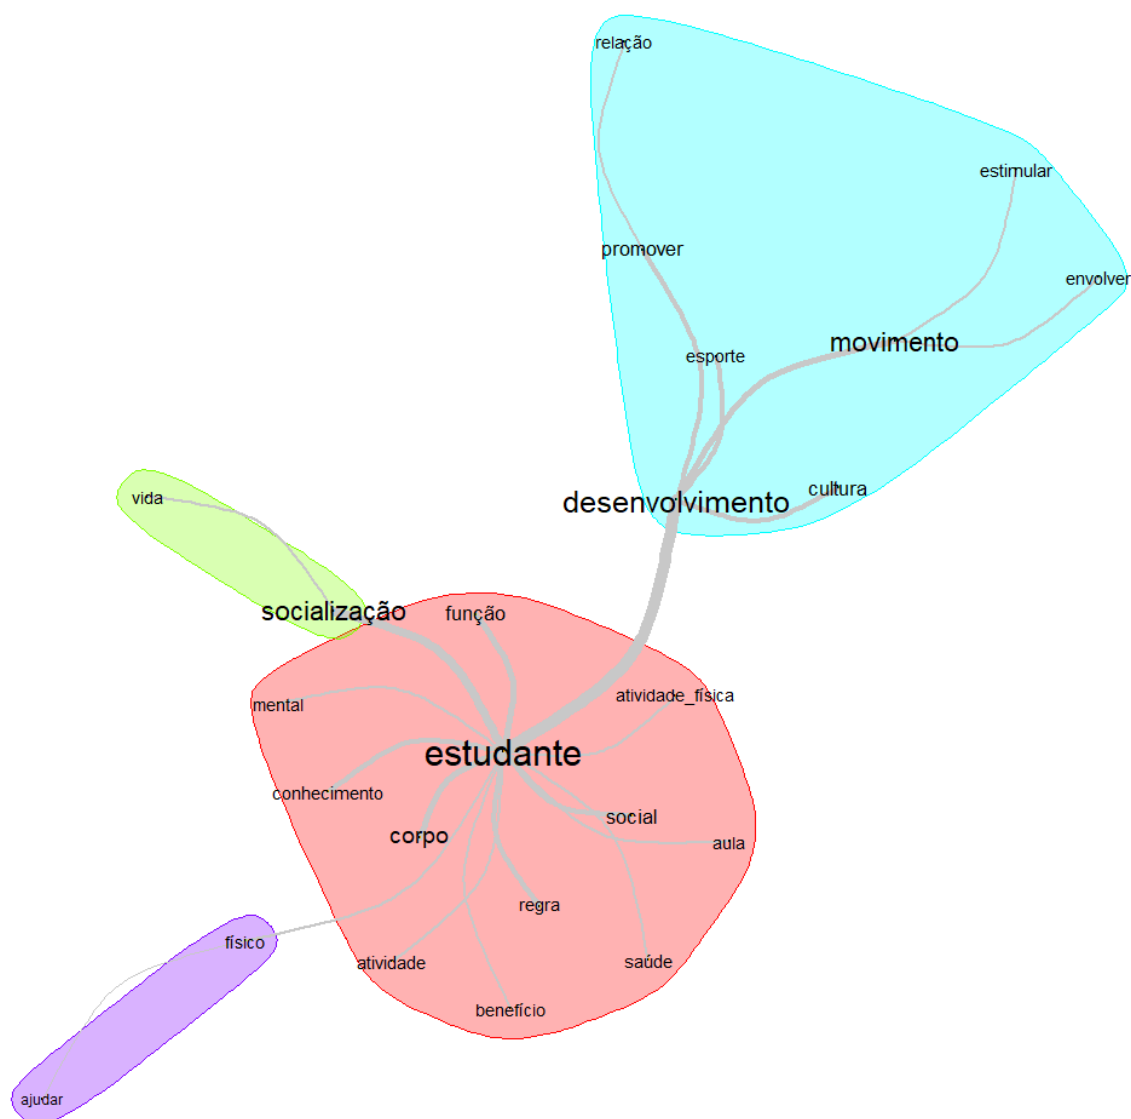 relação
estimular
promover
envolver
movimento
esporte
cultura
desenvolvimento
vida
socialização
função
atividade_física
mental
estudante
conhecimento
social
corpo
aula
regra
físico
atividade
saúde
benefício
ajudar